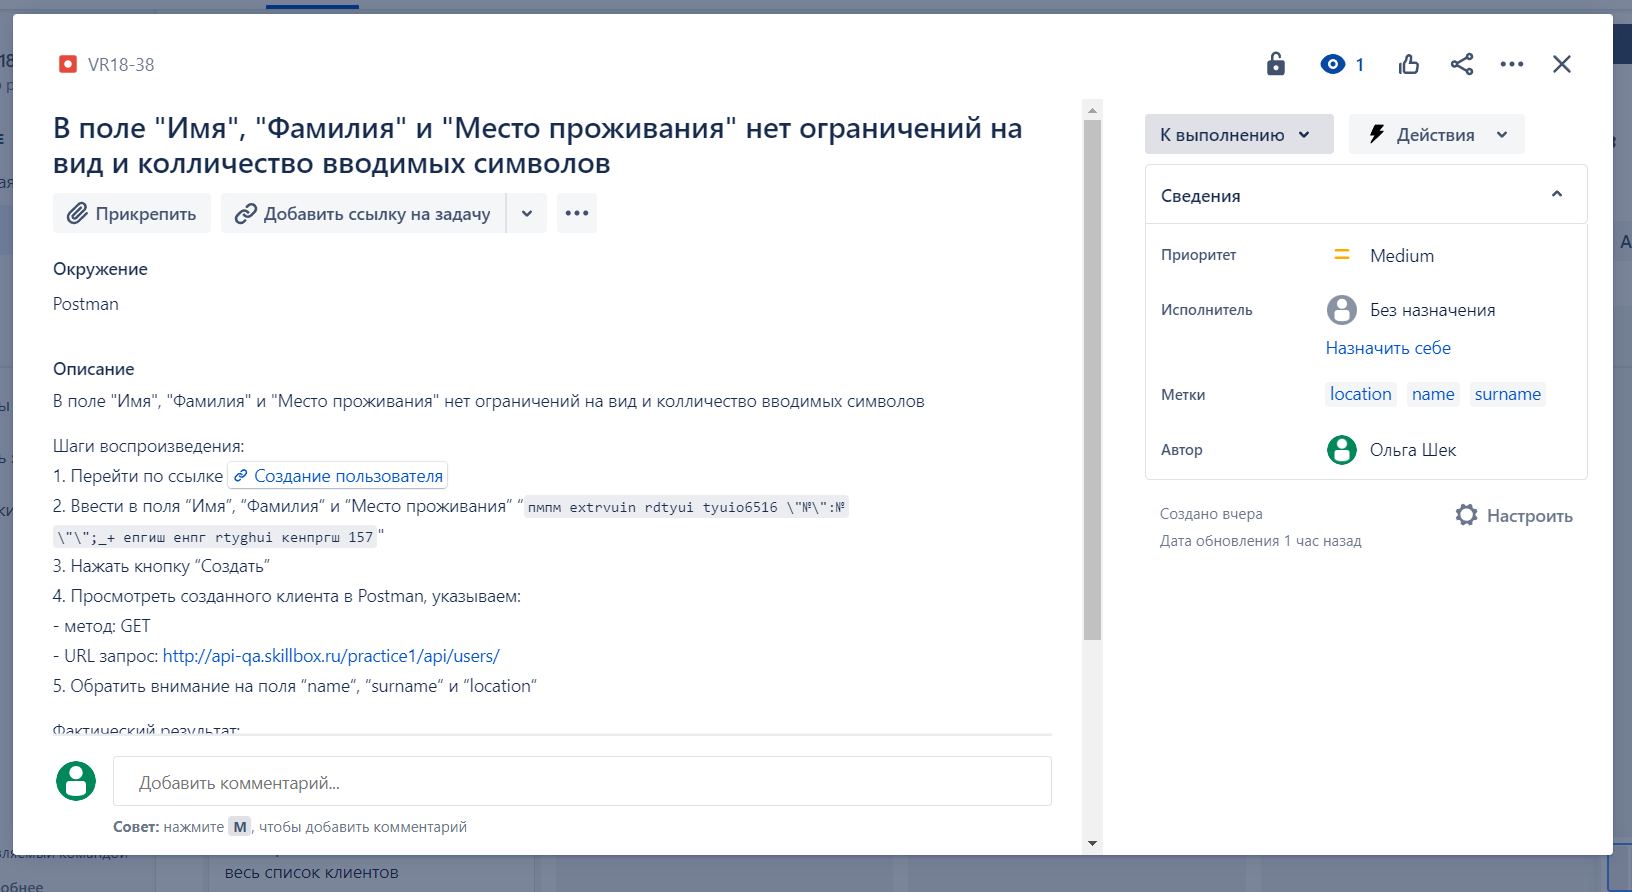 VR18-38
1
В поле "Имя", "Фамилия" и "Место проживания" нет ограничений на
вид и колличество вводимых символов
Прикрепить
Добавить ссылку на задачу
Окружение
Postman
Описание
В поле "Имя", "Фамилия" и "Место проживания" нет ограничений на вид и колличество вводимых символов
Шаги воспроизведения:
1. Перейти по ссылке Создание пользователя
2. Ввести в поля “Имя”, “Фамилия” и “Место проживания” “пмпм extrvuin rdtyui tyuio6516 \"№\":№
\"\";_+ епгиш енпг rtyghui кенпргш 157"
3. Нажать кнопку “Создать”
4. Просмотреть созданного клиента в Postman, указываем:
- метод: GET
- URL запрос: http://api-qa.skillbox.ru/practice1/api/users/
5. Обратить внимание на поля “name“, “surname“ и “location“
Фактический результат:
Добавить комментарий...
Совет: нажмите M, чтобы добавить комментарий
К выполнению
Действия
Сведения
Приоритет
Medium
Исполнитель
Без назначения
Назначить себе
Метки
location name surname
Автор
Ольга Шек
Создано вчера
Настроить
Дата обновления 1 час назад
весь список клиентов